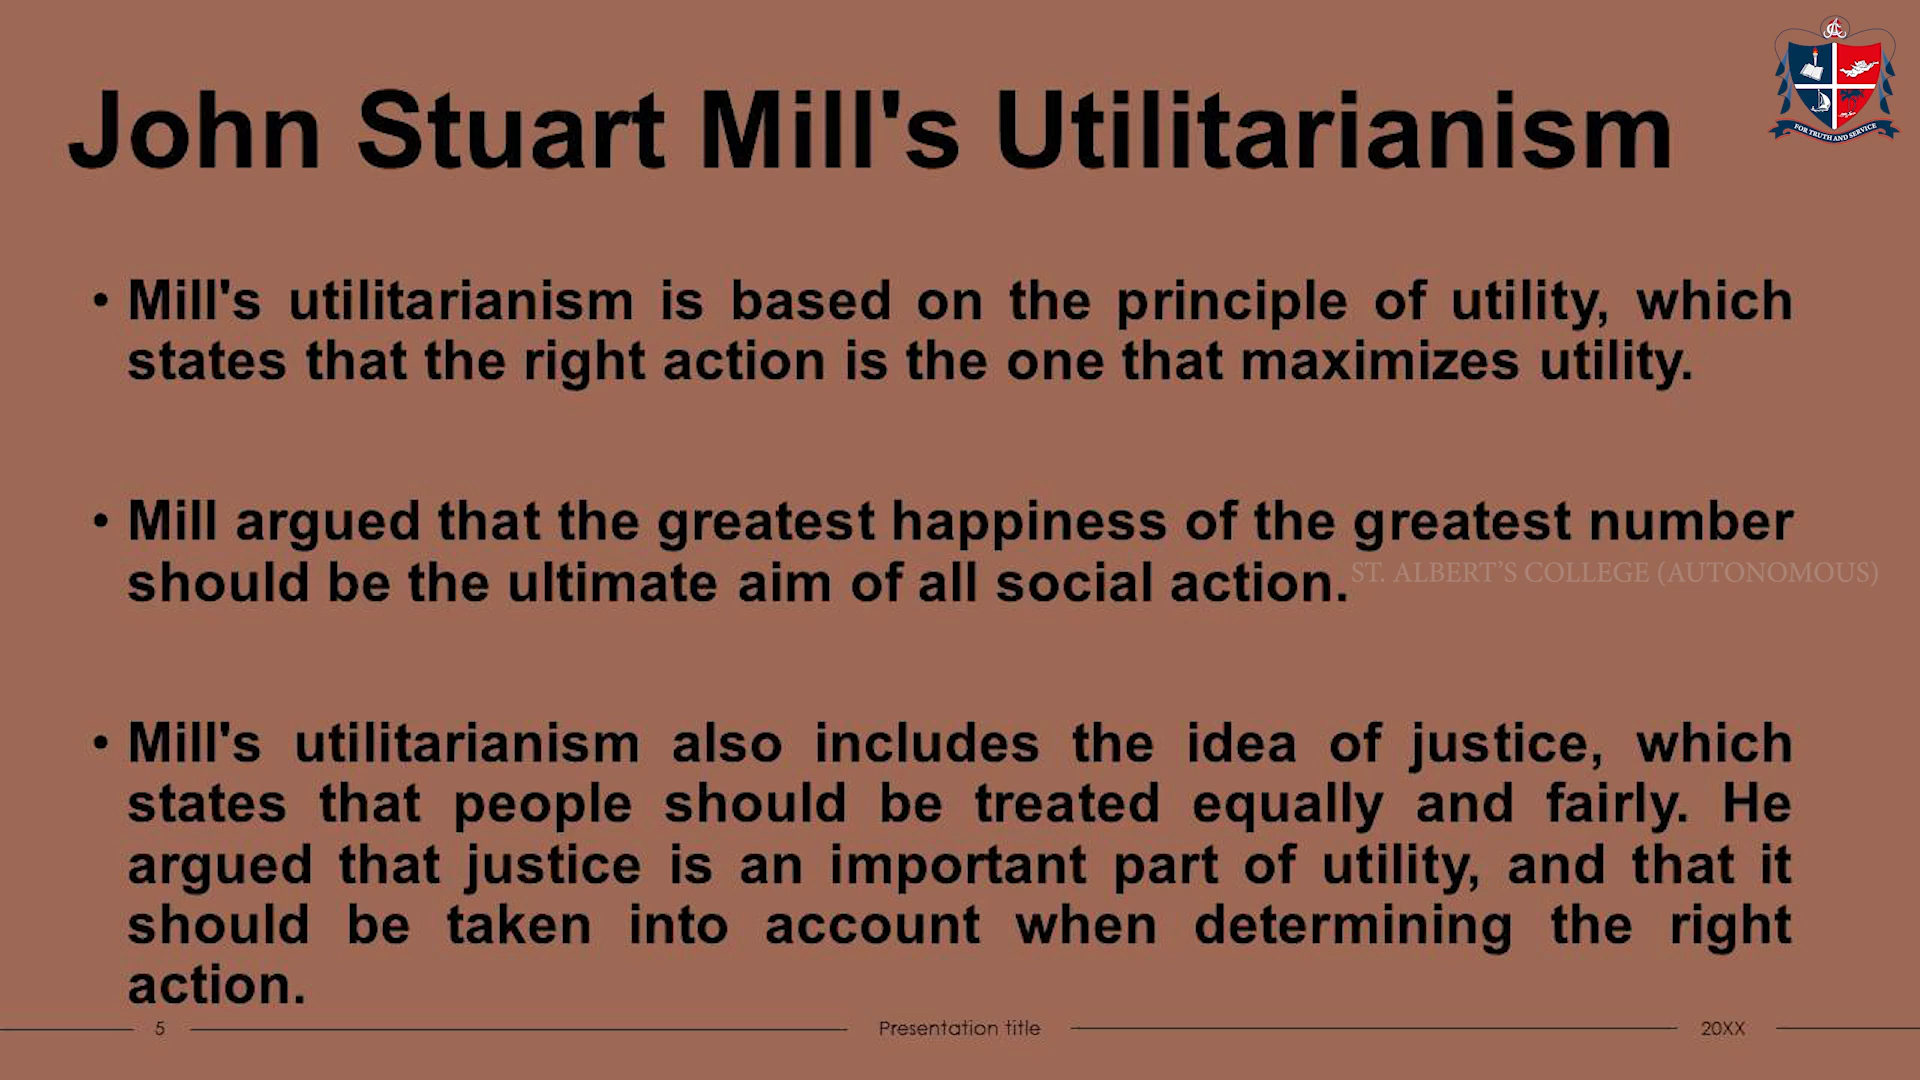 John Stuart Mill's Utilitarianism
FOR TRUTH AND SERVICE
• Mill's utilitarianism is based on the principle of utility, which
states that the right action is the one that maximizes utility.
• Mill argued that the greatest happiness of the greatest number
should be the ultimate aim of all social action.
ST. ALBERT'S COLLEGE (AUTONOMOUS)
• Mill's utilitarianism also includes the idea of justice, which
states that people should be treated equally and fairly. He
argued that justice is an important part of utility, and that it
should be taken into account when determining the right
action.
5
Presentation title
20XX